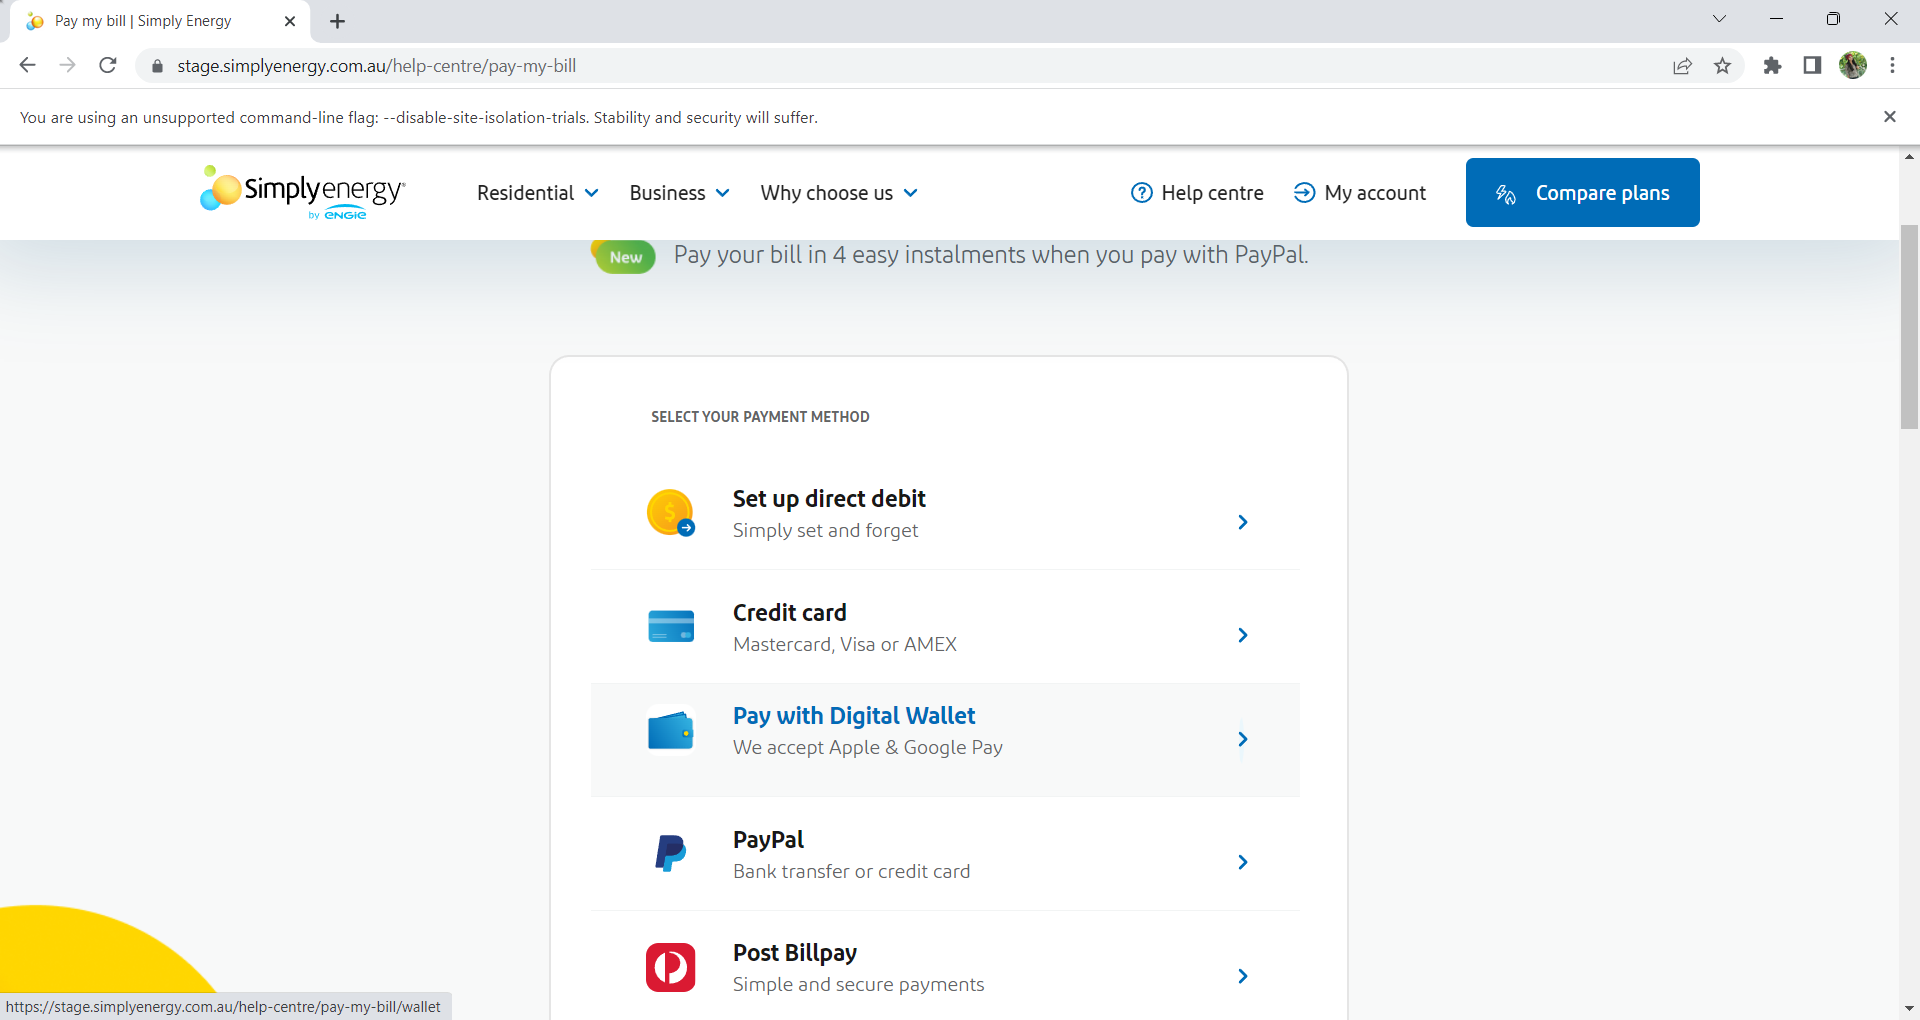 Pay my bill | Simply Energy
stage.simplyenergy.com.au/help-centre/pay-my-bill
You are using an unsupported command-line flag: --disable-site-isolation-trials. Stability and security will suffer.
Simplyenergy
by ENGIE
Residential
Business
Why choose us
Help centre
My account
Compare plans
New
Pay your bill in 4 easy instalments when you pay with PayPal.
SELECT YOUR PAYMENT METHOD
Set up direct debit
Simply set and forget
Credit card
Mastercard, Visa or AMEX
Pay with Digital Wallet
We accept Apple & Google Pay
PayPal
Bank transfer or credit card
Post Billpay
Simple and secure payments
https://stage.simplyenergy.com.au/help-centre/pay-my-bill/wallet